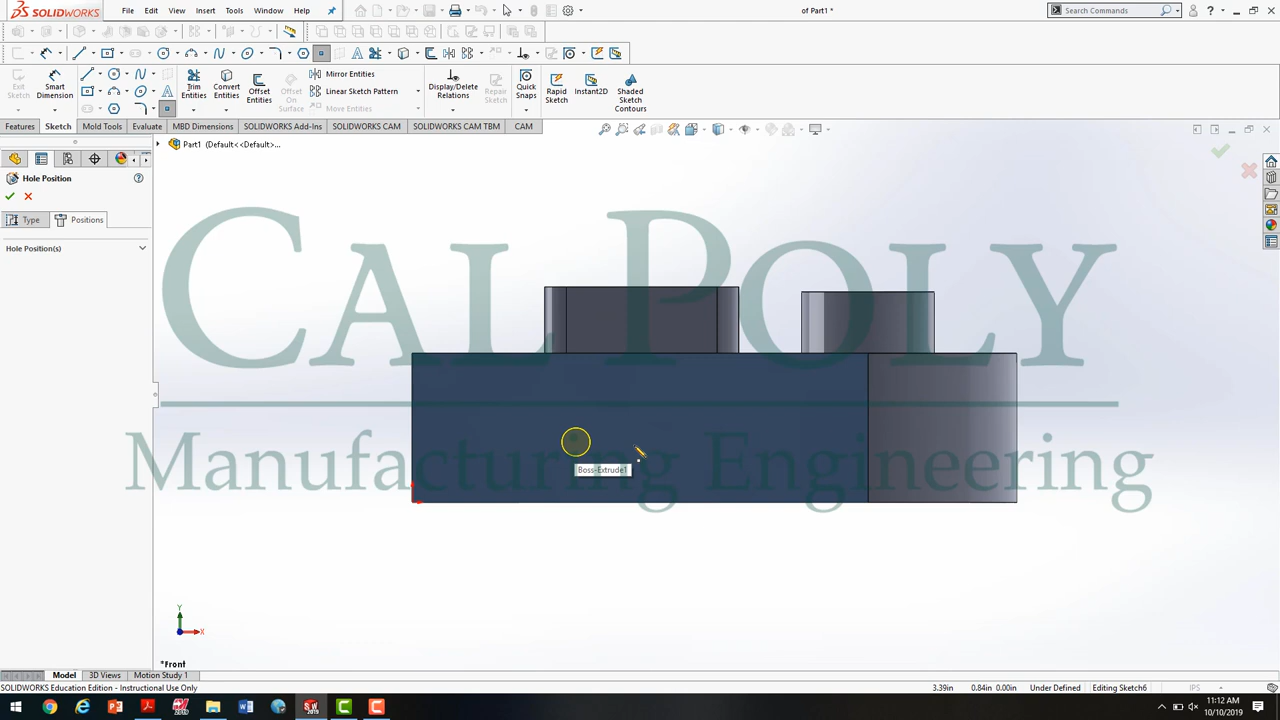 SOLIDWORKS File Edit View Insert Tools Window Help of Part1 * Search Commands
Exit Sketch Smart Dimension Trim Entities Convert Entities Offset Entities Offset On Surface Mirror Entities Linear Sketch Pattern Move Entities Display/Delete Relations Repair Sketch Quick Snaps Rapid Sketch Instant2D Shaded Sketch Contours
Features Sketch Mold Tools Evaluate MBD Dimensions SOLIDWORKS Add-Ins SOLIDWORKS CAM SOLIDWORKS CAM TBM CAM
Part1 (Default<<Default>...
Hole Position
Type Positions
Hole Position(s)
CAL POLY
Manufacturing Engineering
Boss-Extrude1
Y
X
*Front
Model 3D Views Motion Study 1
SOLIDWORKS Education Edition - Instructional Use Only 3.39in 0.84in 0.00in Under Defined Editing Sketch6 IPS
11:12 AM
10/10/2019